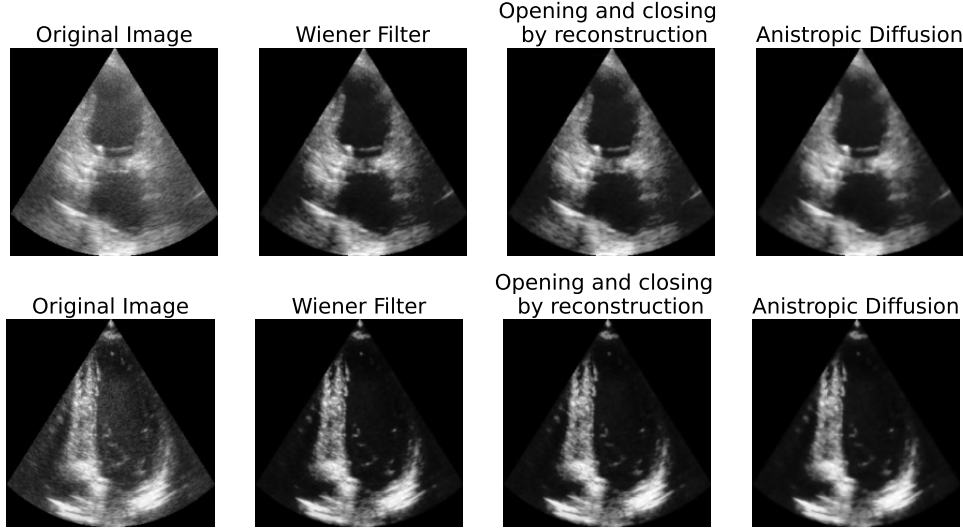 Original Image
Wiener Filter
Opening and closing
by reconstruction
Anistropic Diffusion
Original Image
Wiener Filter
Opening and closing
by reconstruction
Anistropic Diffusion